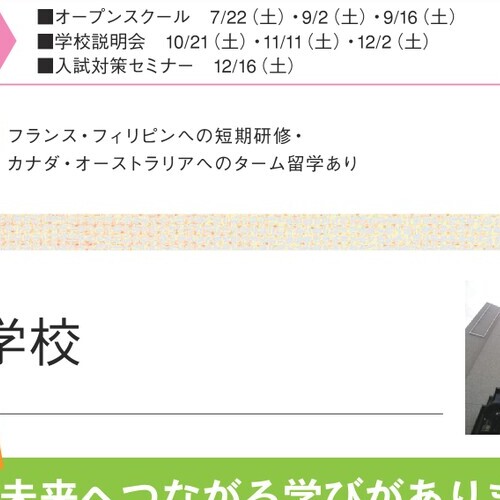 ■オープンスクール　7/22（土）・9/2（土）・9/16（土）
■学校説明会　10/21（土）・11/11（土）・12/2（土）
■入試対策セミナー　12/16（土）
フランス・フィリピンへの短期研修・
カナダ・オーストラリアへのターム留学あり
学校
未来へつながる学びがあり